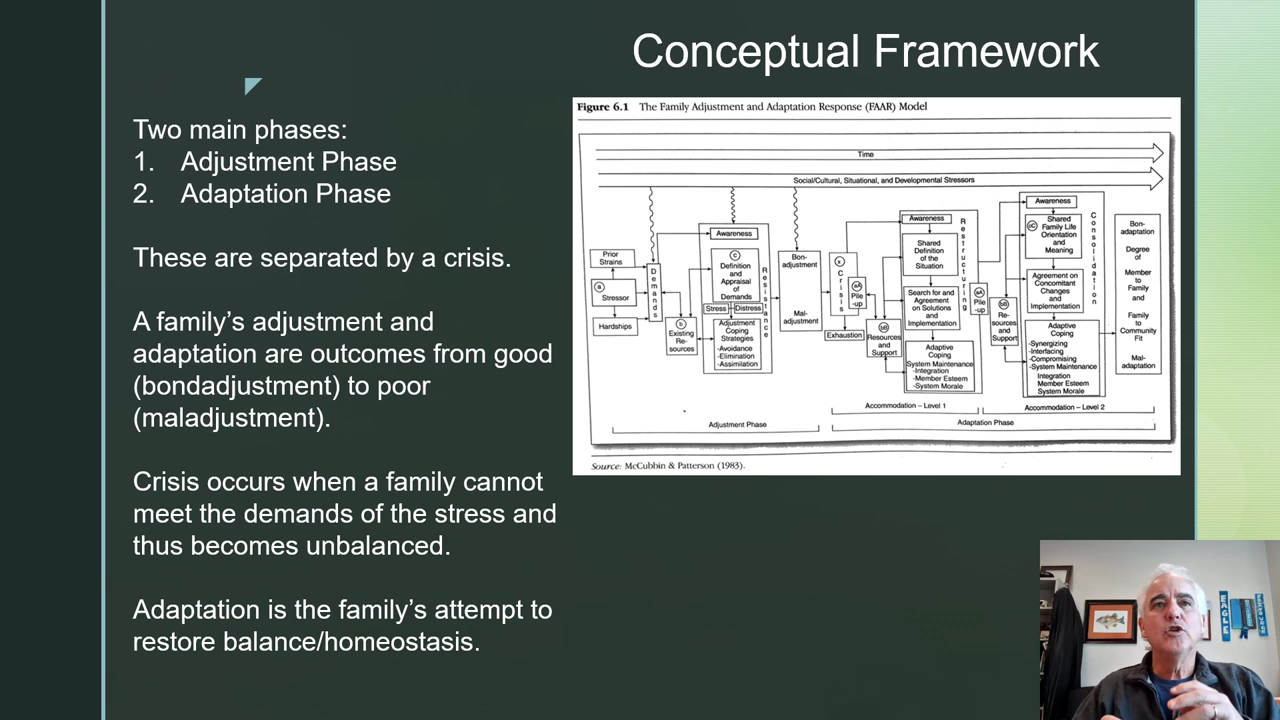 Conceptual Framework
Two main phases:
1. Adjustment Phase
2. Adaptation Phase
These are separated by a crisis.
A family’s adjustment and
adaptation are outcomes from good
(bondadjustment) to poor
(maladjustment).
Crisis occurs when a family cannot
meet the demands of the stress and
thus becomes unbalanced.
Adaptation is the family’s attempt to
restore balance/homeostasis.
Figure 6.1 The Family Adjustment and Adaptation Response (FAAR) Model
Time
Social/Cultural, Situational, and Developmental Stressors
Prior
Strains
a
Stressor
Hardships
Demands
b
Existing
Re-
sources
Awareness
c
Definition
and
Appraisal
of
Demands
Stress
Distress
Adjustment
Coping
Strategies
-Avoidance
-Elimination
-Assimilation
Resistance
Bon-
adjustment
Mal-
adjustment
x
Crisis
aA
Pile
-up
Exhaustion
bB
Resources
and
Support
Awareness
Shared
Definition
of the
Situation
Search for and
Agreement
on Solutions
and
Implementation
Adaptive
Coping
System Maintenance
-Integration
-Member Esteem
-System Morale
Restructuring
aA
Pile
-up
bB
Re-
sources
and
Support
Awareness
cC
Shared
Family Life
Orientation
and
Meaning
Agreement on
Concomitant
Changes
and
Implementation
Adaptive
Coping
-Synergizing
-Interfacing
-Compromising
-System Maintenance
Integration
Member Esteem
System Morale
Consolidation
Bon-
adaptation
Degree
of
Member
to
Family
and
Family
to
Community
Fit
Mal-
adaptation
Accommodation – Level 1
Accommodation – Level 2
Adjustment Phase
Adaptation Phase
Source: McCubbin & Patterson (1983).
EAGLE